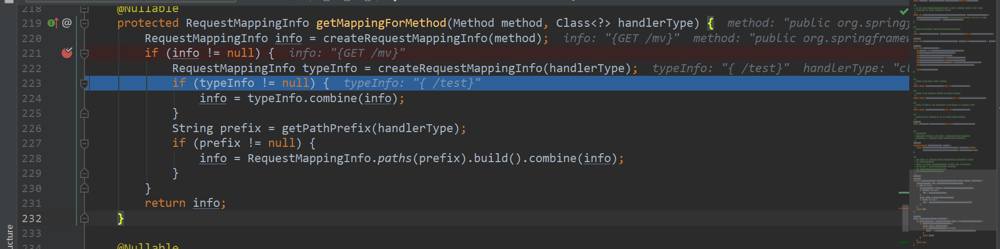 218 @Nullable
219 @ protected RequestMappingInfo getMappingForMethod(Method method, Class<?> handlerType) { method: "public org.springf
220 RequestMappingInfo info = createRequestMappingInfo(method); info: "{GET /mv}" method: "public org.springframew
221 if (info != null) { info: "{GET /mv}"
222 RequestMappingInfo typeInfo = createRequestMappingInfo(handlerType); typeInfo: "{ /test}" handlerType: "cl
223 if (typeInfo != null) { typeInfo: "{ /test}"
224 info = typeInfo.combine(info);
225 }
226 String prefix = getPathPrefix(handlerType);
227 if (prefix != null) {
228 info = RequestMappingInfo.paths(prefix).build().combine(info);
229 }
230 }
231 return info;
232 }
233
234 @Nullable
ucture